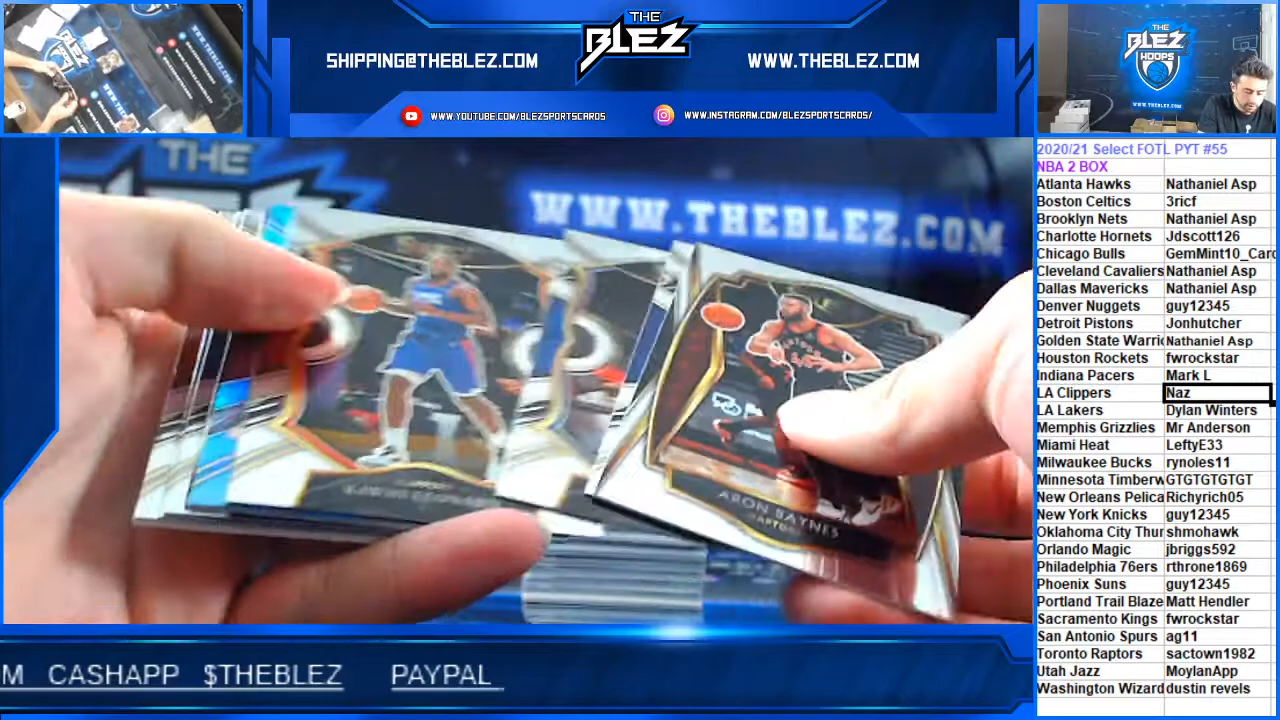 SHIPPING@THEBLEZ.COM
THE
BLEZ
WWW.THEBLEZ.COM
WWW.YOUTUBE.COM/BLEZSPORTSCARDS
WWW.INSTAGRAM.COM/BLEZSPORTSCARDS/
THE
BLEZ
HOOPS
WWW.THEBLEZ.COM
THE
WWW.THEBLEZ.COM
ARON BAYNES
RAPTORS
2020/21 Select FOTL PYT #55
NBA 2 BOX
Atlanta Hawks Nathaniel Asp
Boston Celtics 3ricf
Brooklyn Nets Nathaniel Asp
Charlotte Hornets Jdscott126
Chicago Bulls GemMint10_Carc
Cleveland Cavaliers Nathaniel Asp
Dallas Mavericks Nathaniel Asp
Denver Nuggets guy12345
Detroit Pistons Jonhutcher
Golden State Warric Nathaniel Asp
Houston Rockets fwrockstar
Indiana Pacers Mark L
LA Clippers Naz
LA Lakers Dylan Winters
Memphis Grizzlies Mr Anderson
Miami Heat LeftyE33
Milwaukee Bucks rynoles11
Minnesota Timberw GTGTGTGTGT
New Orleans Pelica Richyrich05
New York Knicks guy12345
Oklahoma City Thur shmohawk
Orlando Magic jbriggs592
Philadelphia 76ers rthrone1869
Phoenix Suns guy12345
Portland Trail Blaze Matt Hendler
Sacramento Kings fwrockstar
San Antonio Spurs ag11
Toronto Raptors sactown1982
Utah Jazz MoylanApp
Washington Wizard dustin revels
M CASHAPP $THEBLEZ PAYPAL